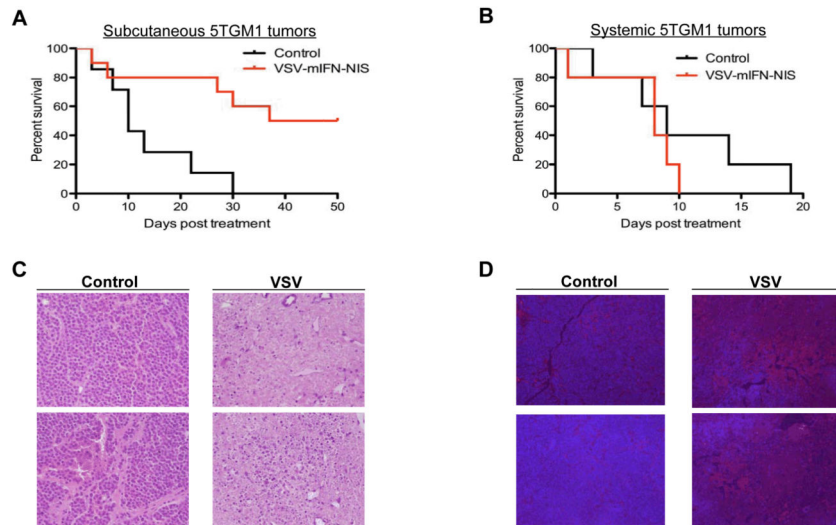 A
Subcutaneous 5TGM1 tumors
Control
VSV-mIFN-NIS
Percent survival
100
80
60
40
20
0
0 10 20 30 40 50
Days post treatment
B
Systemic 5TGM1 tumors
Control
VSV-mIFN-NIS
Percent survival
100
80
60
40
20
0
0 5 10 15 20
Days post treatment
C
Control VSV
D
Control VSV